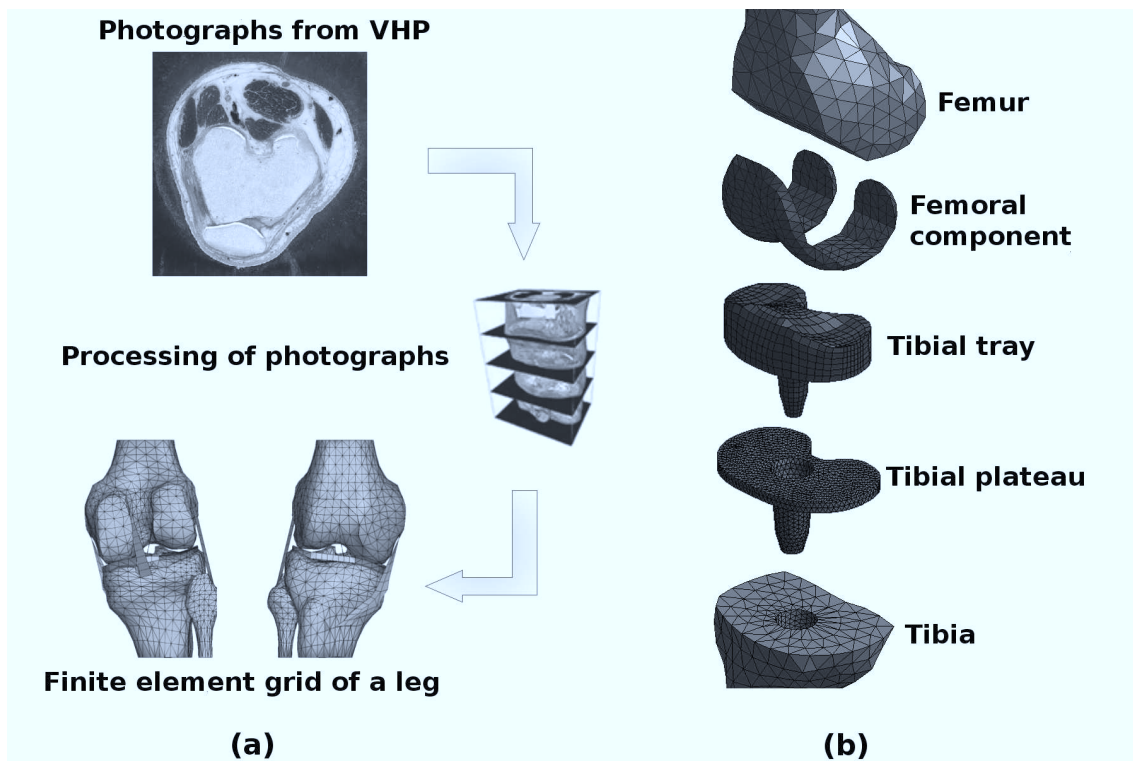 Photographs from VHP
Processing of photographs
Finite element grid of a leg
(a)
Femur
Femoral
component
Tibial tray
Tibial plateau
Tibia
(b)